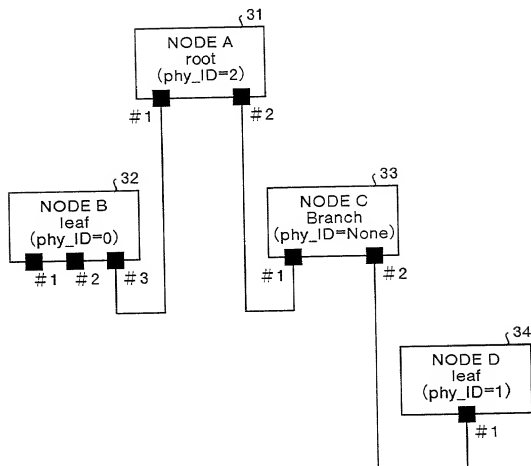 31
NODE A
root
(phy_ID=2)
#1
#2
32
NODE B
leaf
(phy_ID=0)
#1
#2
#3
33
NODE C
Branch
(phy_ID=None)
#1
#2
34
NODE D
leaf
(phy_ID=1)
#1